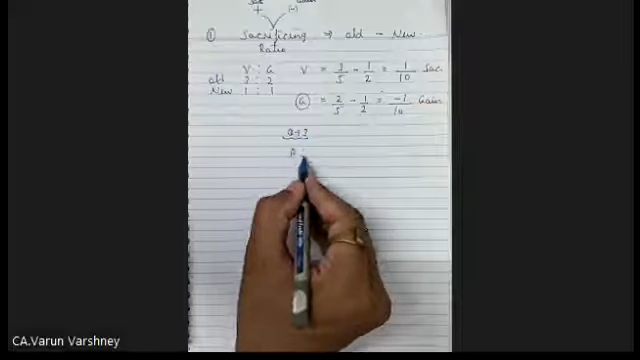 + (-)
① Sacrificing ⇒ old - New
Ratio
V : G
old 3 : 2
New 1 : 1
V = 3/5 - 1/2 = 1/10 Sac
G = 2/5 - 1/2 = -1/10 Gain
CA.Varun Varshney